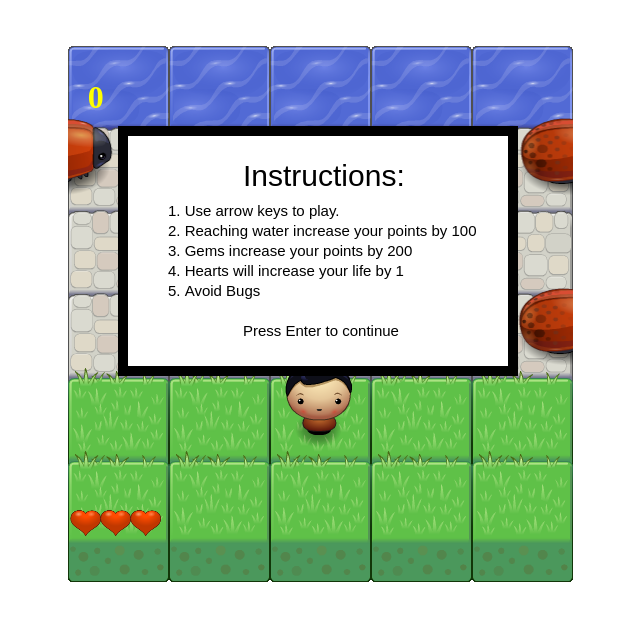 0
Instructions:
1. Use arrow keys to play.
2. Reaching water increase your points by 100
3. Gems increase your points by 200
4. Hearts will increase your life by 1
5. Avoid Bugs
Press Enter to continue